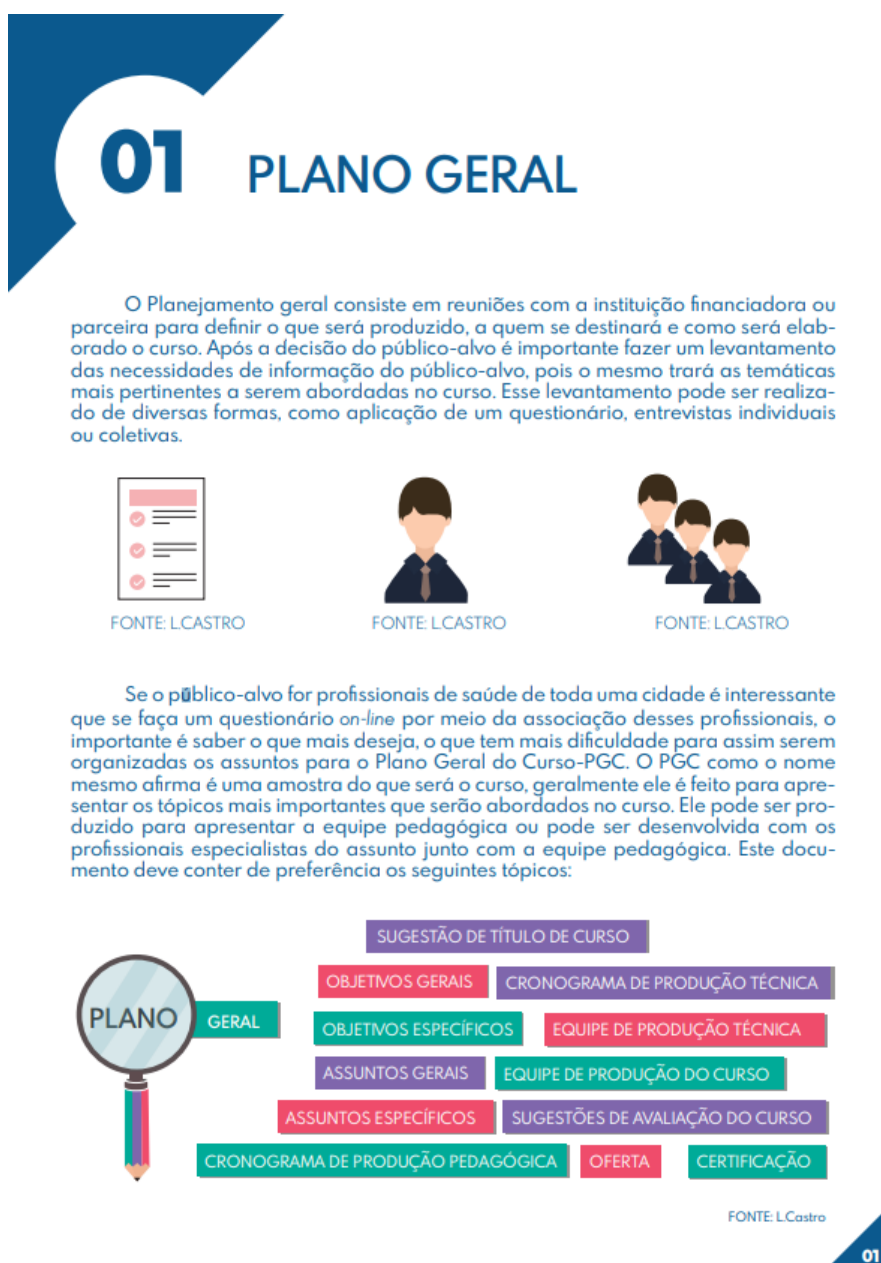 01
PLANO GERAL
O Planejamento geral consiste em reuniões com a instituição financiadora ou
parceira para definir o que será produzido, a quem se destinará e como será elab-
orado o curso. Após a decisão do público-alvo é importante fazer um levantamento
das necessidades de informação do público-alvo, pois o mesmo trará as temáticas
mais pertinentes a serem abordadas no curso. Esse levantamento pode ser realiza-
do de diversas formas, como aplicação de um questionário, entrevistas individuais
ou coletivas.
FONTE: L.CASTRO
FONTE: L.CASTRO
FONTE: L.CASTRO
Se o público-alvo for profissionais de saúde de toda uma cidade é interessante
que se faça um questionário on-line por meio da associação desses profissionais, o
importante é saber o que mais deseja, o que tem mais dificuldade para assim serem
organizadas os assuntos para o Plano Geral do Curso-PGC. O PGC como o nome
mesmo afirma é uma amostra do que será o curso, geralmente ele é feito para apre-
sentar os tópicos mais importantes que serão abordados no curso. Ele pode ser pro-
duzido para apresentar a equipe pedagógica ou pode ser desenvolvida com os
profissionais especialistas do assunto junto com a equipe pedagógica. Este docu-
mento deve conter de preferência os seguintes tópicos:
SUGESTÃO DE TÍTULO DE CURSO
OBJETIVOS GERAIS
CRONOGRAMA DE PRODUÇÃO TÉCNICA
PLANO
GERAL
OBJETIVOS ESPECÍFICOS
EQUIPE DE PRODUÇÃO TÉCNICA
ASSUNTOS GERAIS
EQUIPE DE PRODUÇÃO DO CURSO
ASSUNTOS ESPECÍFICOS
SUGESTÕES DE AVALIAÇÃO DO CURSO
CRONOGRAMA DE PRODUÇÃO PEDAGÓGICA
OFERTA
CERTIFICAÇÃO
FONTE: L.Castro
01